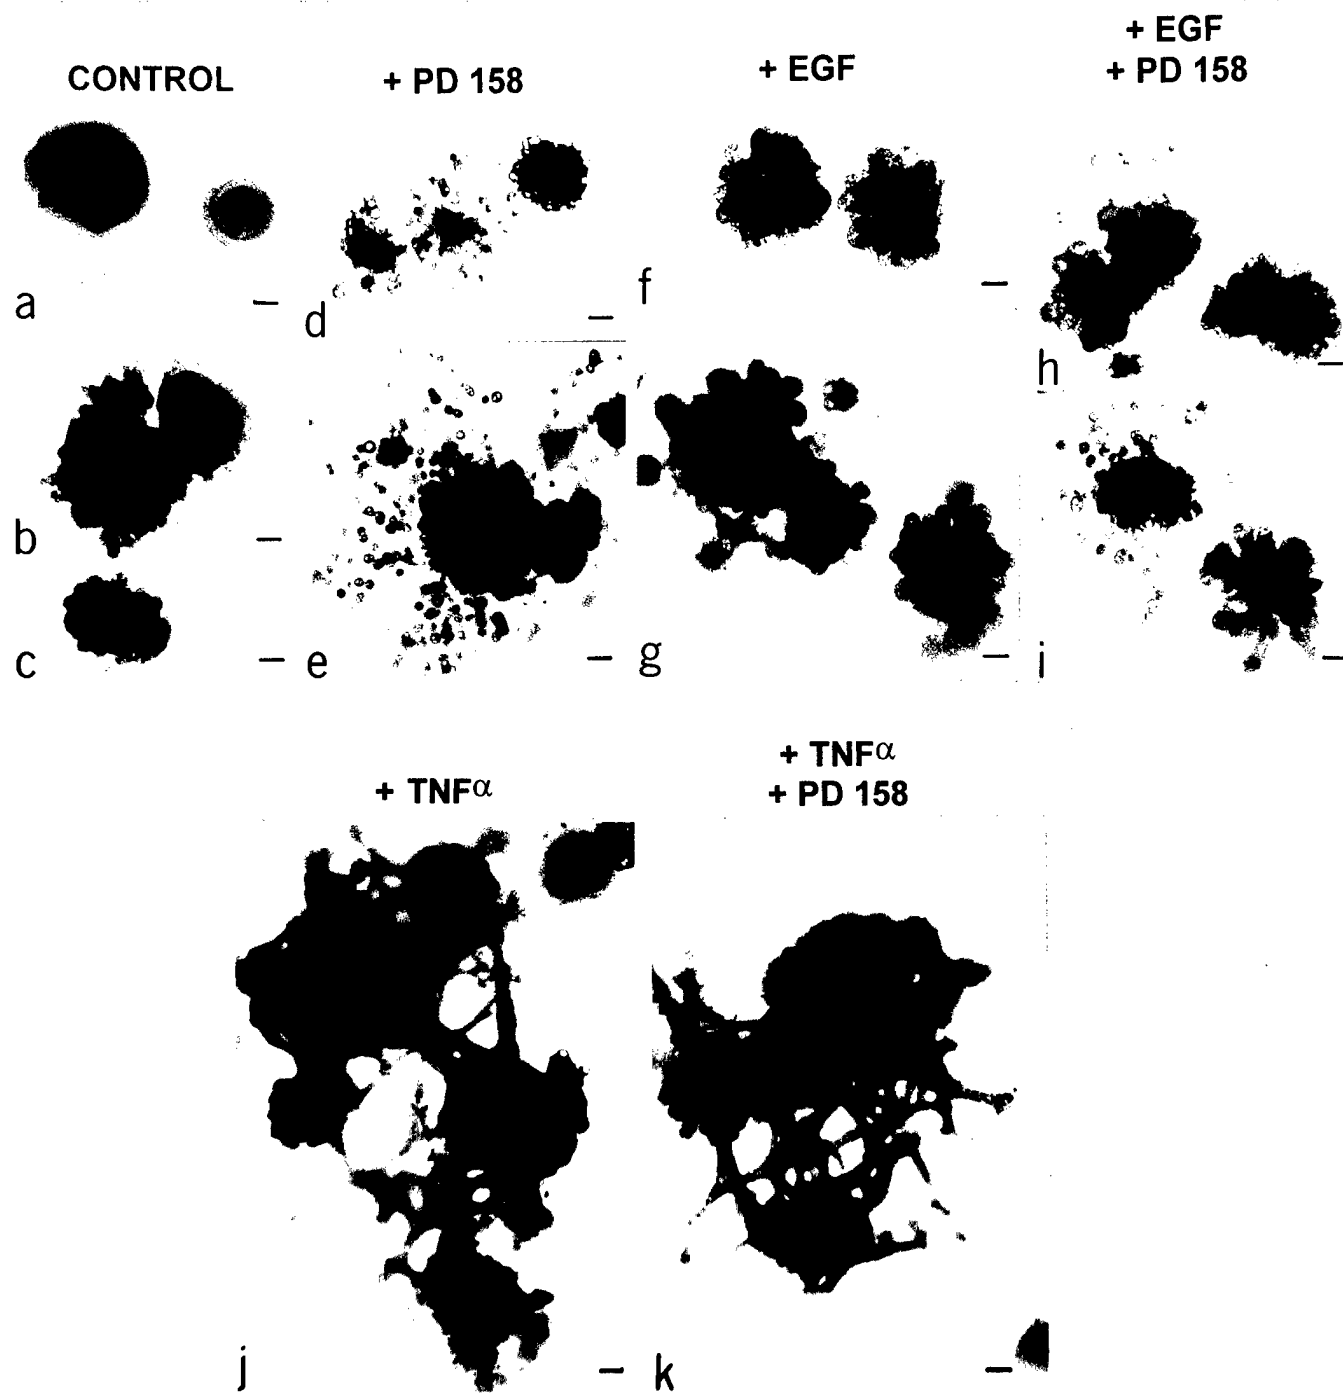 + EGF
CONTROL + PD 158 + EGF + PD 158
a d f h
b
c e g i
+ TNFα
+ TNFα + PD 158
j k